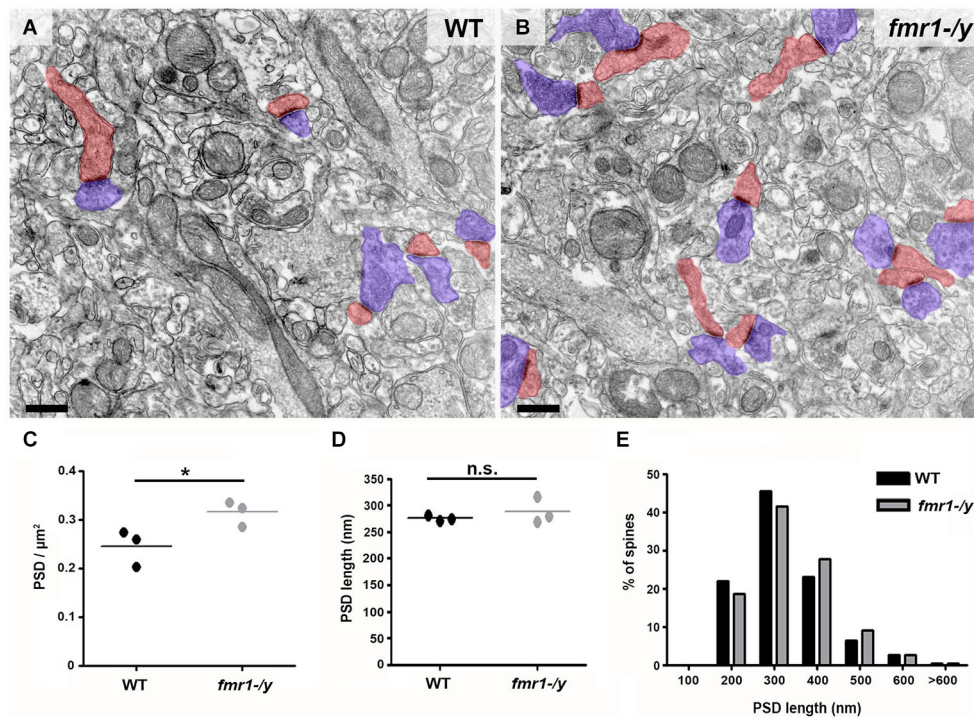 A
WT
B
fmr1-/y
C
D
E
*
n.s.
PSD / μm²
0.4
0.3
0.2
0.1
0
WT
fmr1-/y
PSD length (nm)
350
300
250
200
150
100
50
0
WT
fmr1-/y
% of spines
50
40
30
20
10
0
WT
fmr1-/y
100
200
300
400
500
600
>600
PSD length (nm)